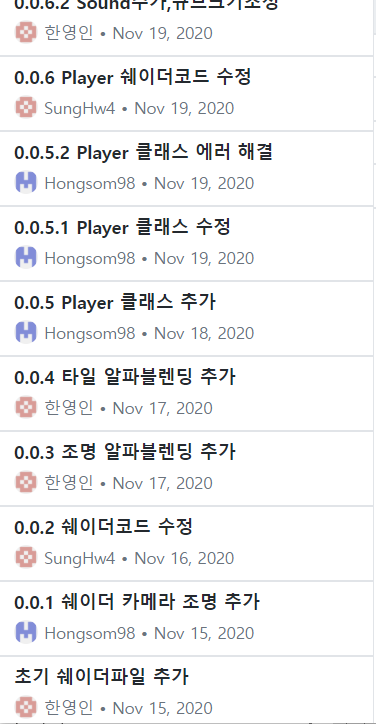 0.0.6.2 Sound추가,큐브크기조정
한영인 • Nov 19, 2020
0.0.6 Player 쉐이더코드 수정
SungHw4 • Nov 19, 2020
0.0.5.2 Player 클래스 에러 해결
Hongsom98 • Nov 19, 2020
0.0.5.1 Player 클래스 수정
Hongsom98 • Nov 19, 2020
0.0.5 Player 클래스 추가
Hongsom98 • Nov 18, 2020
0.0.4 타일 알파블렌딩 추가
한영인 • Nov 17, 2020
0.0.3 조명 알파블렌딩 추가
한영인 • Nov 17, 2020
0.0.2 쉐이더코드 수정
SungHw4 • Nov 16, 2020
0.0.1 쉐이더 카메라 조명 추가
Hongsom98 • Nov 15, 2020
초기 쉐이더파일 추가
한영인 • Nov 15, 2020